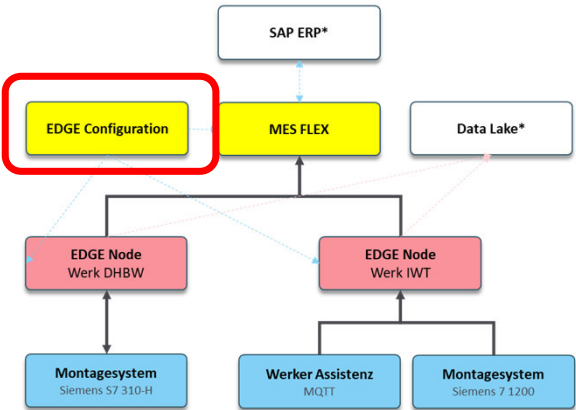 SAP ERP*
EDGE Configuration
MES FLEX
Data Lake*
EDGE Node
Werk DHBW
EDGE Node
Werk IWT
Montagesystem
Siemens S7 310-H
Werker Assistenz
MQTT
Montagesystem
Siemens 7 1200